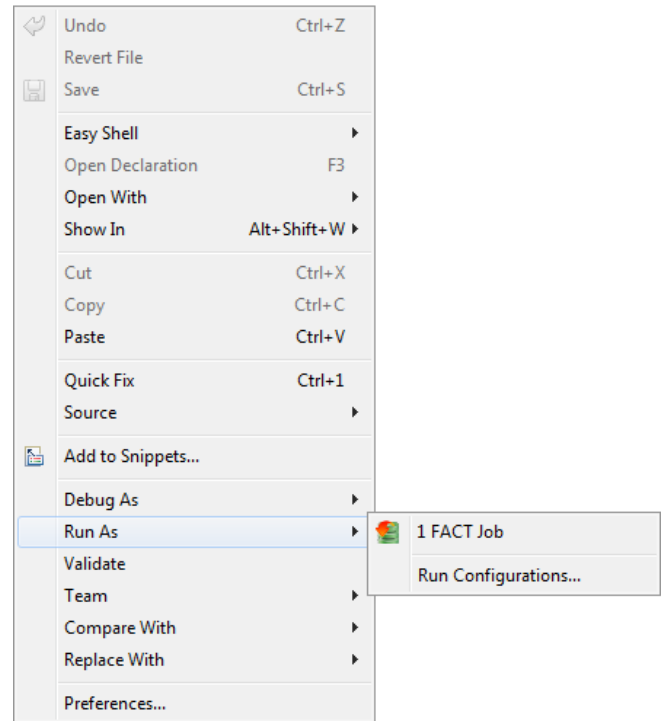 Undo Ctrl+Z
Revert File
Save Ctrl+S
Easy Shell
Open Declaration F3
Open With
Show In Alt+Shift+W
Cut Ctrl+X
Copy Ctrl+C
Paste Ctrl+V
Quick Fix Ctrl+1
Source
Add to Snippets...
Debug As
Run As
Validate
Team
Compare With
Replace With
Preferences...
1 FACT Job
Run Configurations...